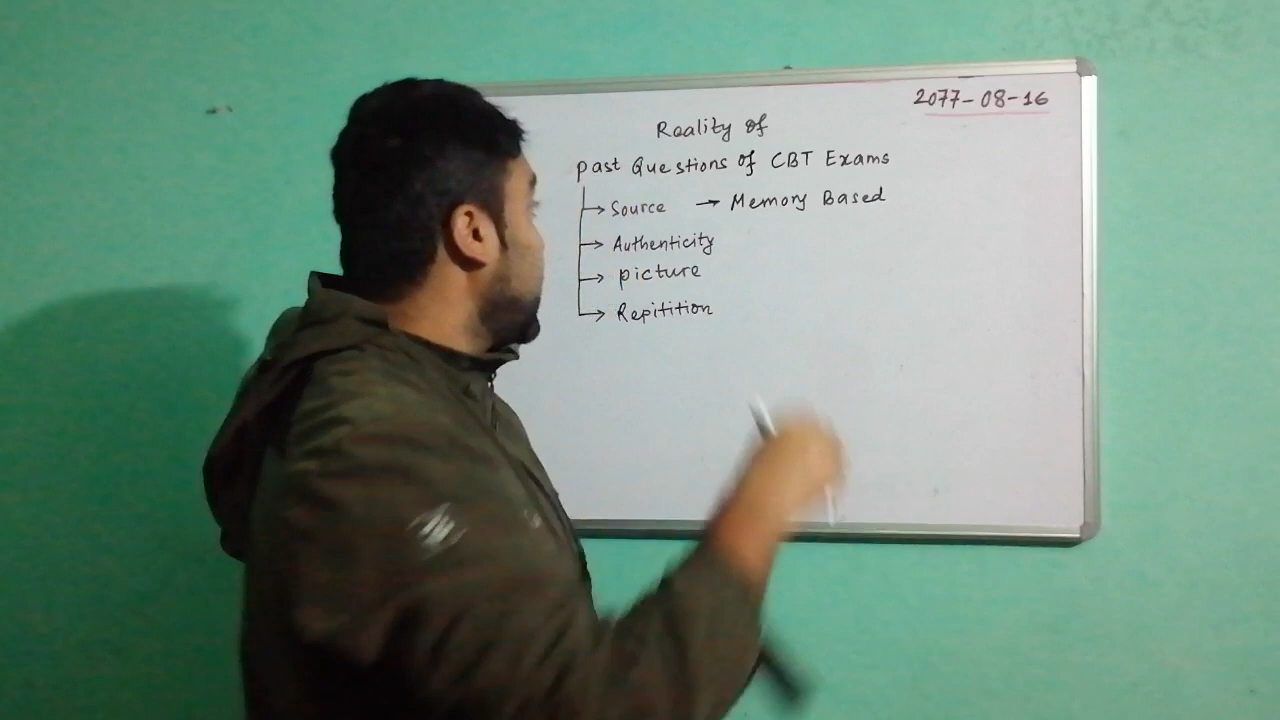 2077-08-16
Reality of
past Questions of CBT Exams
Source → Memory Based
Authenticity
picture
Repitition